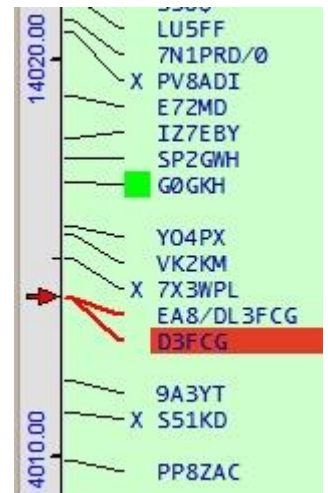 14020.00
LU5FF
7N1PRD/0
X PV8ADI
E72MD
IZ7EBY
SP2GWH
G0GKH
YO4PX
VK2KM
X 7X3WPL
EA8/DL3FCG
D3FCG
9A3YT
X S51KD
4010.00
PP8ZAC